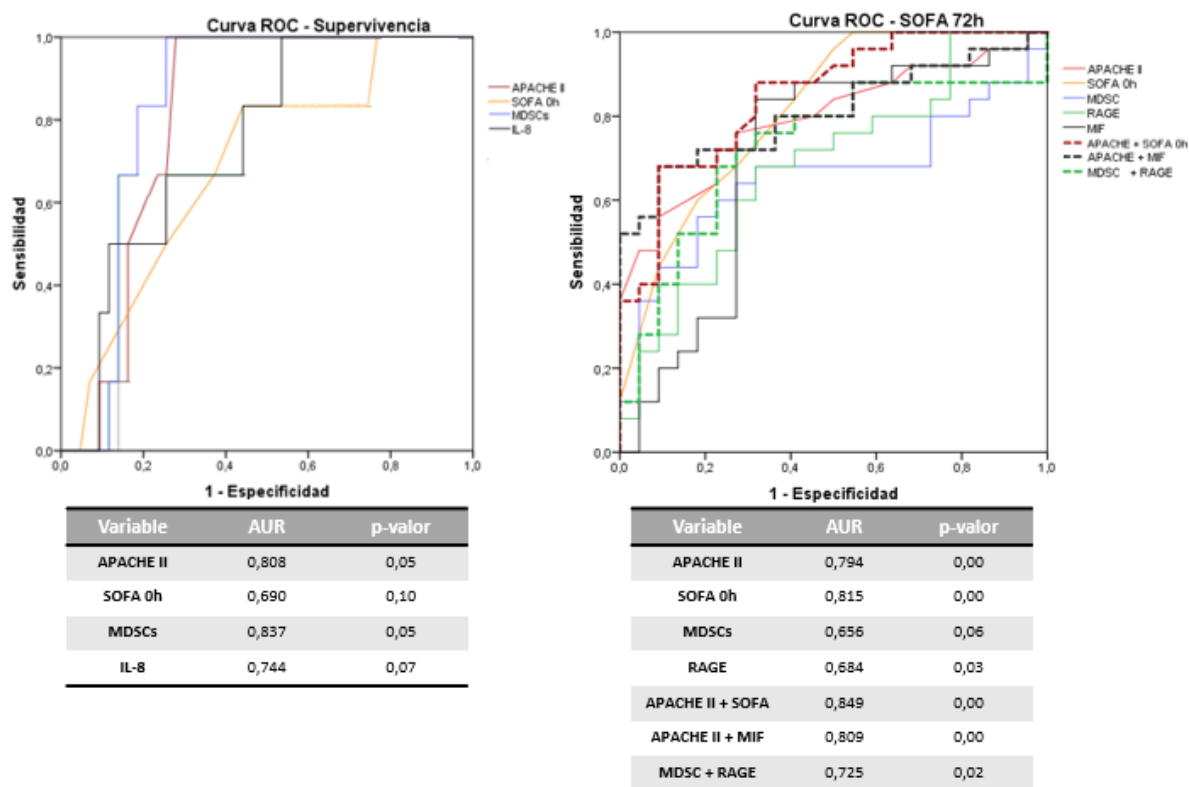 Curva ROC - Supervivencia
1,0
0,8
0,6
0,4
0,2
0,0
0,0 0,2 0,4 0,6 0,8 1,0
Sensibilidad
1 - Especificidad
APACHE II
SOFA 0h
MDSCs
IL-8
Variable AUR p-valor
APACHE II 0,808 0,05
SOFA 0h 0,690 0,10
MDSCs 0,837 0,05
IL-8 0,744 0,07
Curva ROC - SOFA 72h
1,0
0,8
0,6
0,4
0,2
0,0
0,0 0,2 0,4 0,6 0,8 1,0
Sensibilidad
1 - Especificidad
APACHE II
SOFA 0h
MDSC
RAGE
MIF
APACHE + SOFA 0h
APACHE + MIF
MDSC + RAGE
Variable AUR p-valor
APACHE II 0,794 0,00
SOFA 0h 0,815 0,00
MDSCs 0,656 0,06
RAGE 0,684 0,03
APACHE II + SOFA 0,849 0,00
APACHE II + MIF 0,809 0,00
MDSC + RAGE 0,725 0,02